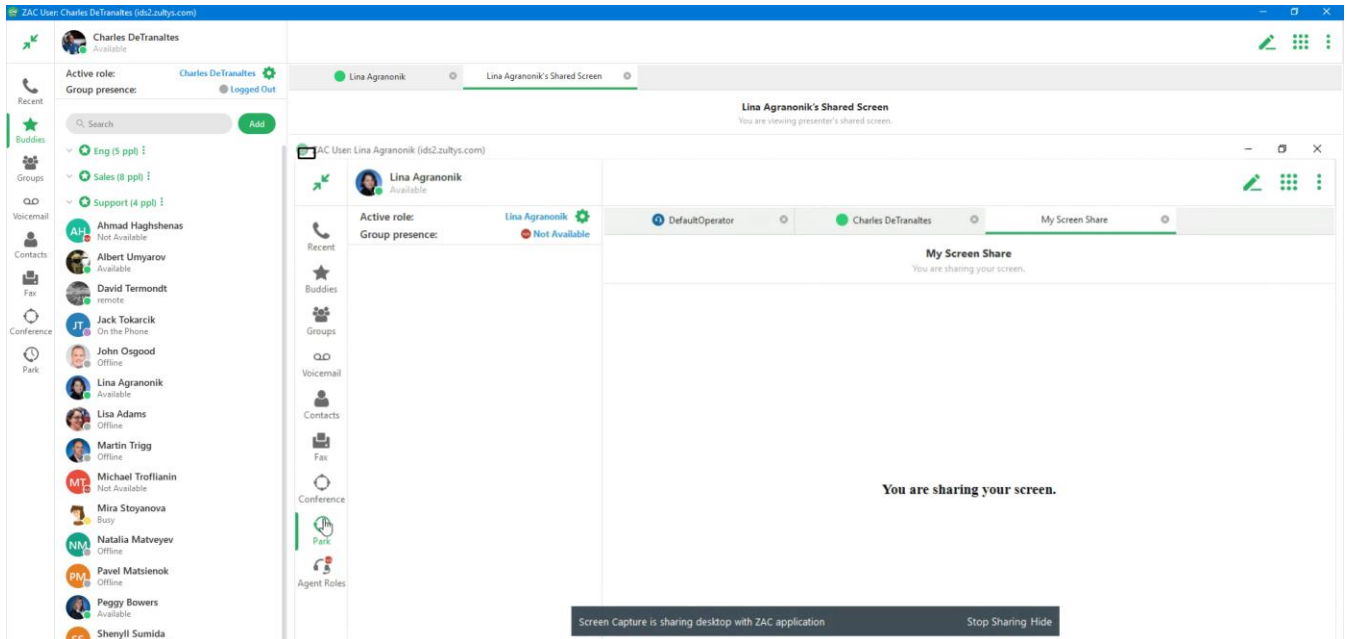 ZAC User: Charles DeTranaltes (ids2.zultys.com)
Charles DeTranaltes
Available
Active role: Charles DeTranaltes
Group presence: Logged Out
Search Add
Recent
Buddies
Groups
Voicemail
Contacts
Fax
Conference
Park
Eng (5 ppl)
Sales (8 ppl)
Support (4 ppl)
AH Ahmad Haghshenas
Not Available
Albert Umyarov
Available
David Termondt
remote
JT Jack Tokarcik
On the Phone
John Osgood
Offline
Lina Agranonik
Available
Lisa Adams
Offline
Martin Trigg
Offline
MT Michael Troflianin
Not Available
Mira Stoyanova
Busy
NM Natalia Matveyev
Offline
PM Pavel Matsienok
Offline
Peggy Bowers
Available
SS Shenyll Sumida
Lina Agranonik Lina Agranonik's Shared Screen
Lina Agranonik's Shared Screen
You are viewing presenter's shared screen.
ZAC User: Lina Agranonik (ids2.zultys.com)
Lina Agranonik
Available
Active role: Lina Agranonik
Group presence: Not Available
Recent
Buddies
Groups
Voicemail
Contacts
Fax
Conference
Park
Agent Roles
DefaultOperator Charles DeTranaltes My Screen Share
My Screen Share
You are sharing your screen.
You are sharing your screen.
Screen Capture is sharing desktop with ZAC application Stop Sharing Hide